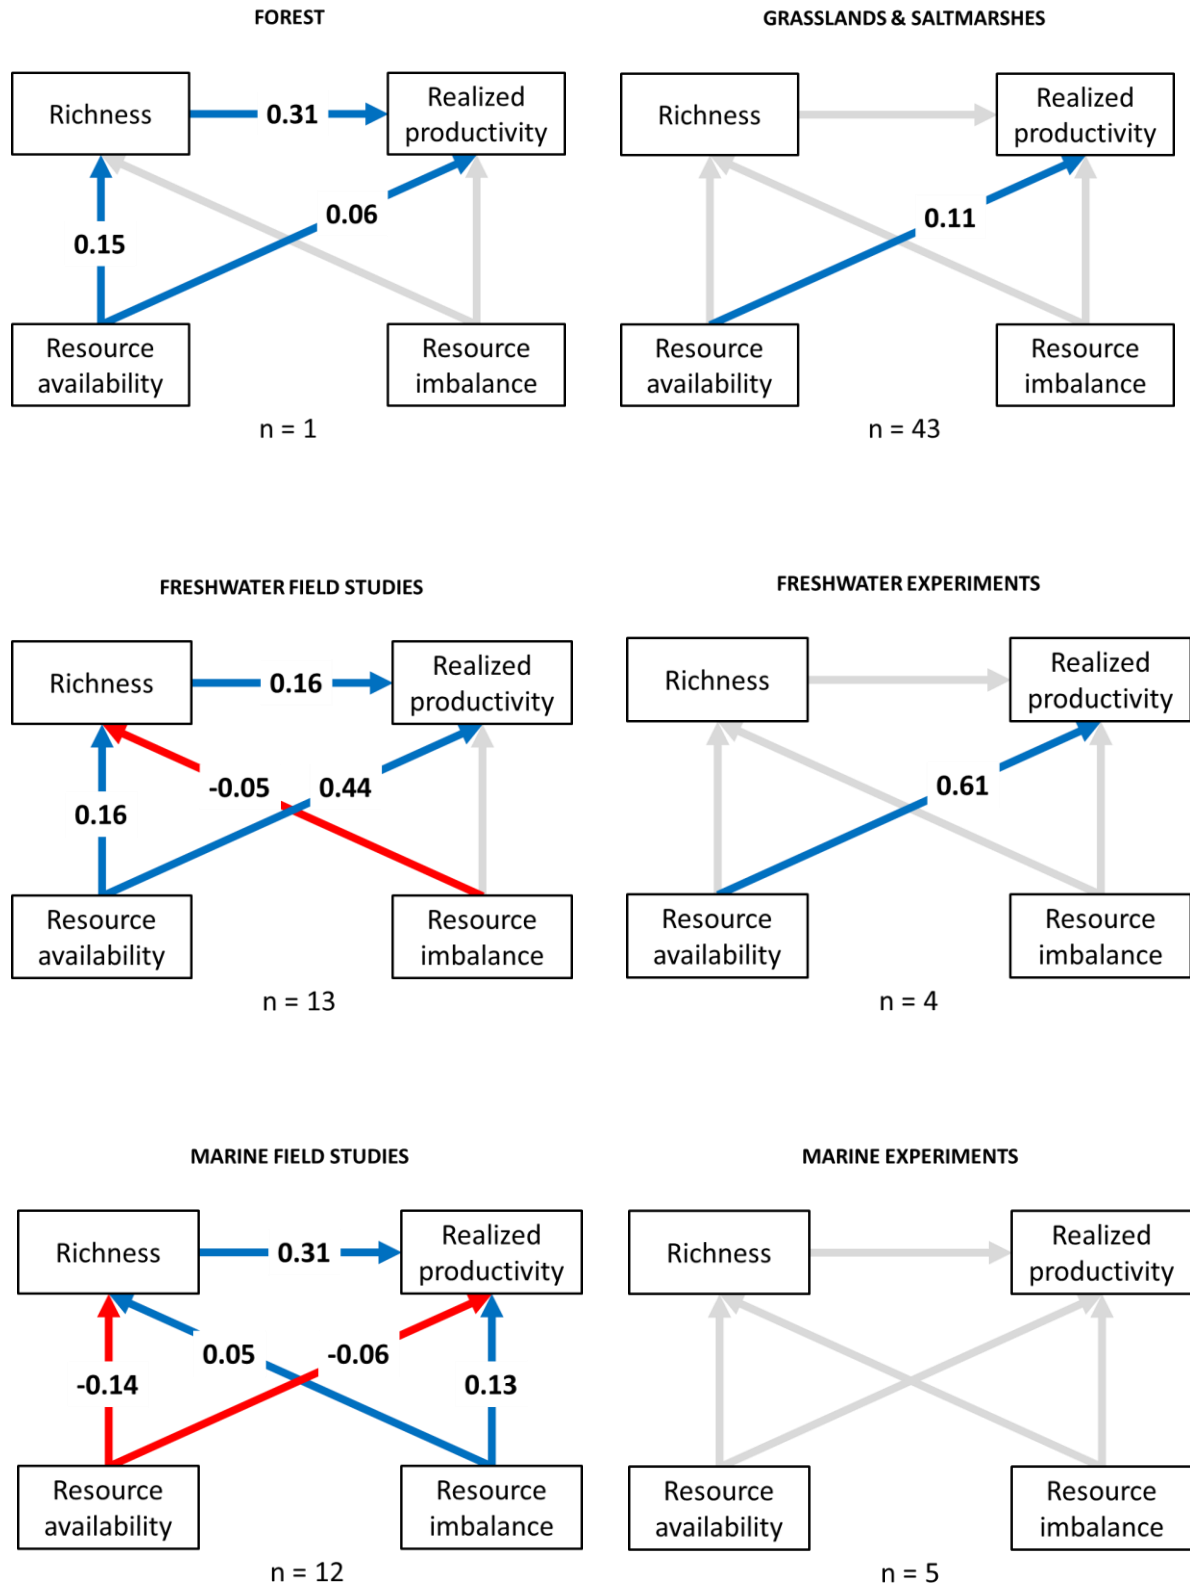 FOREST
Richness
0.31
Realized
productivity
0.15
0.06
Resource
availability
Resource
imbalance
n = 1
GRASSLANDS & SALTMARSHES
Richness
Realized
productivity
0.11
Resource
availability
Resource
imbalance
n = 43
FRESHWATER FIELD STUDIES
Richness
0.16
Realized
productivity
-0.05
0.44
0.16
Resource
availability
Resource
imbalance
n = 13
FRESHWATER EXPERIMENTS
Richness
Realized
productivity
0.61
Resource
availability
Resource
imbalance
n = 4
MARINE FIELD STUDIES
Richness
0.31
Realized
productivity
0.05
-0.06
-0.14
0.13
Resource
availability
Resource
imbalance
n = 12
MARINE EXPERIMENTS
Richness
Realized
productivity
Resource
availability
Resource
imbalance
n = 5